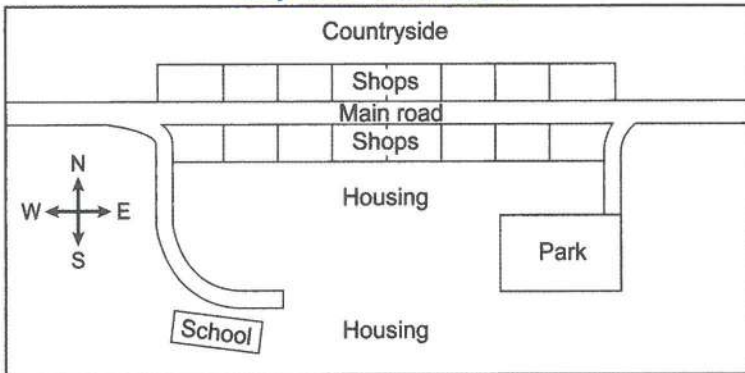 Countryside
Shops
Main road
Shops
N
W E
S
Housing
Park
School
Housing